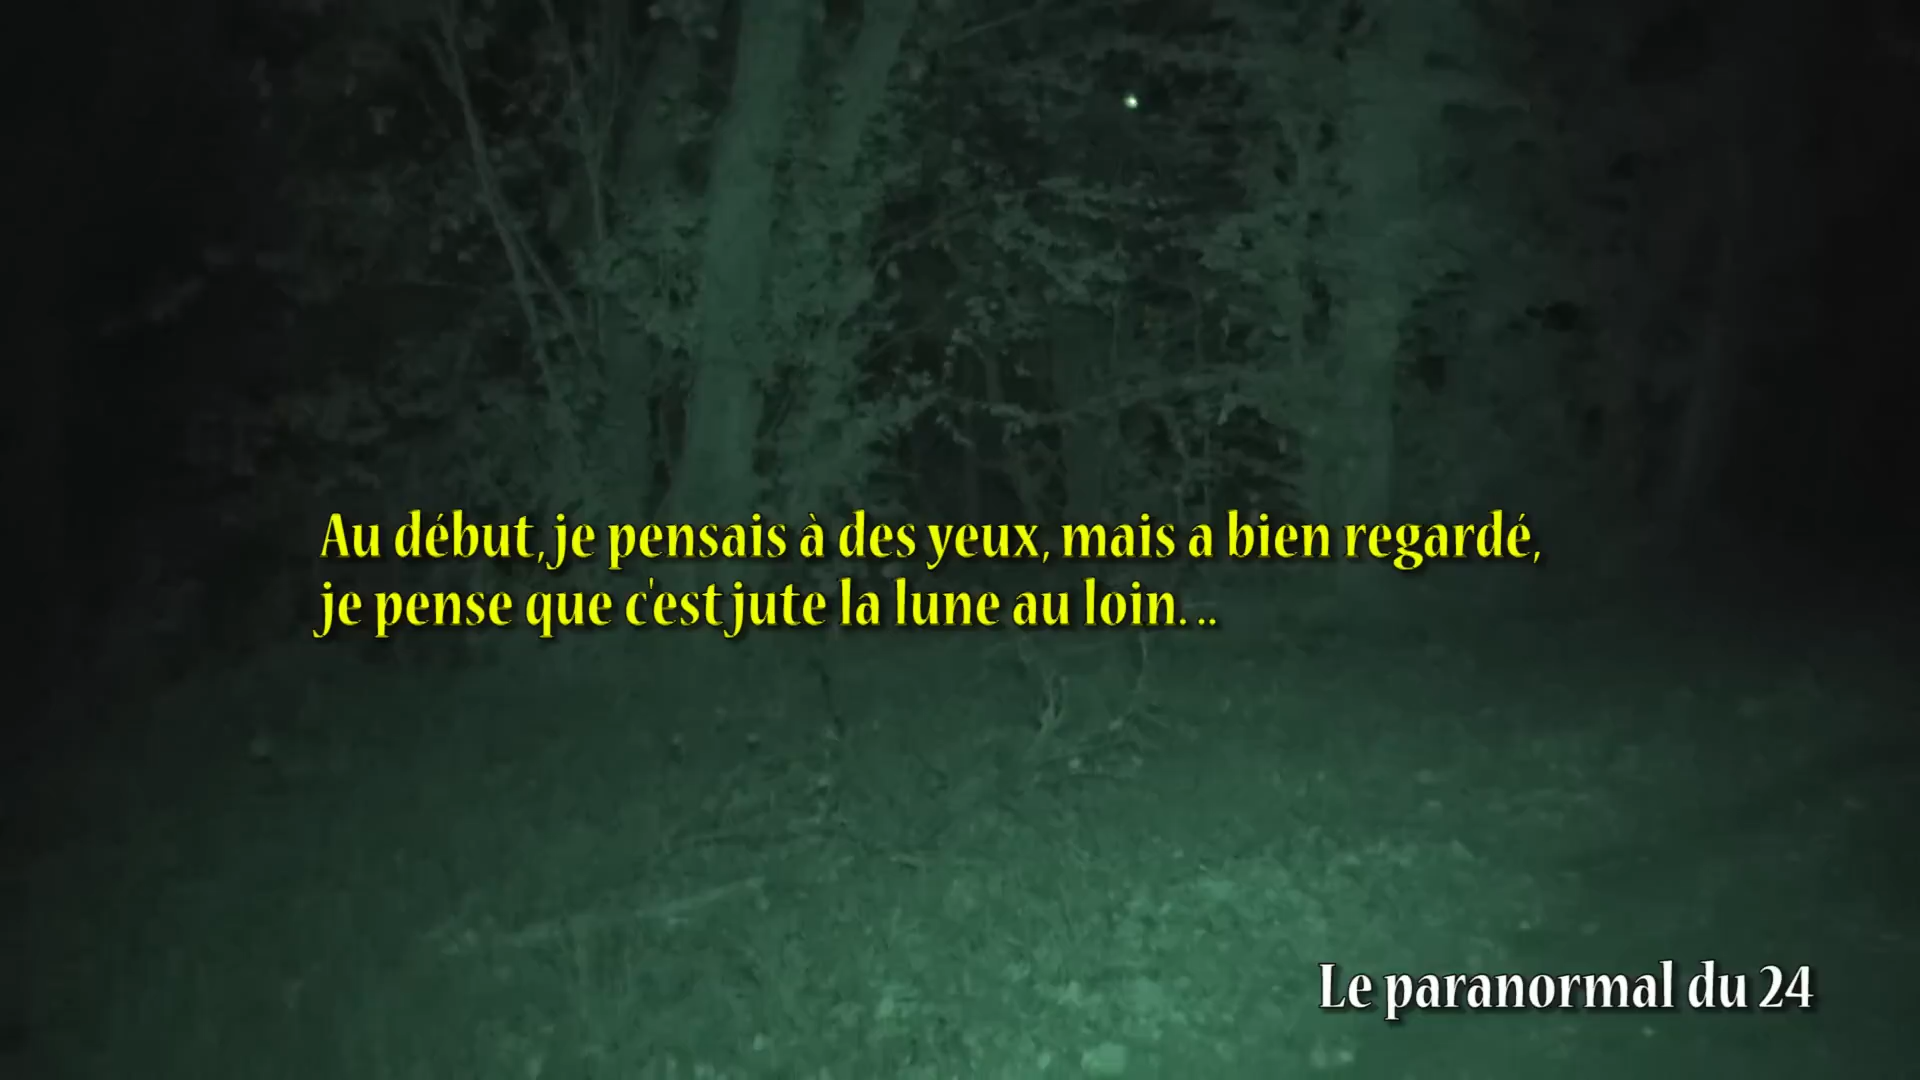 Au début, je pensais à des yeux, mais a bien regardé,
je pense que c'est jute la lune au loin...
Le paranormal du 24